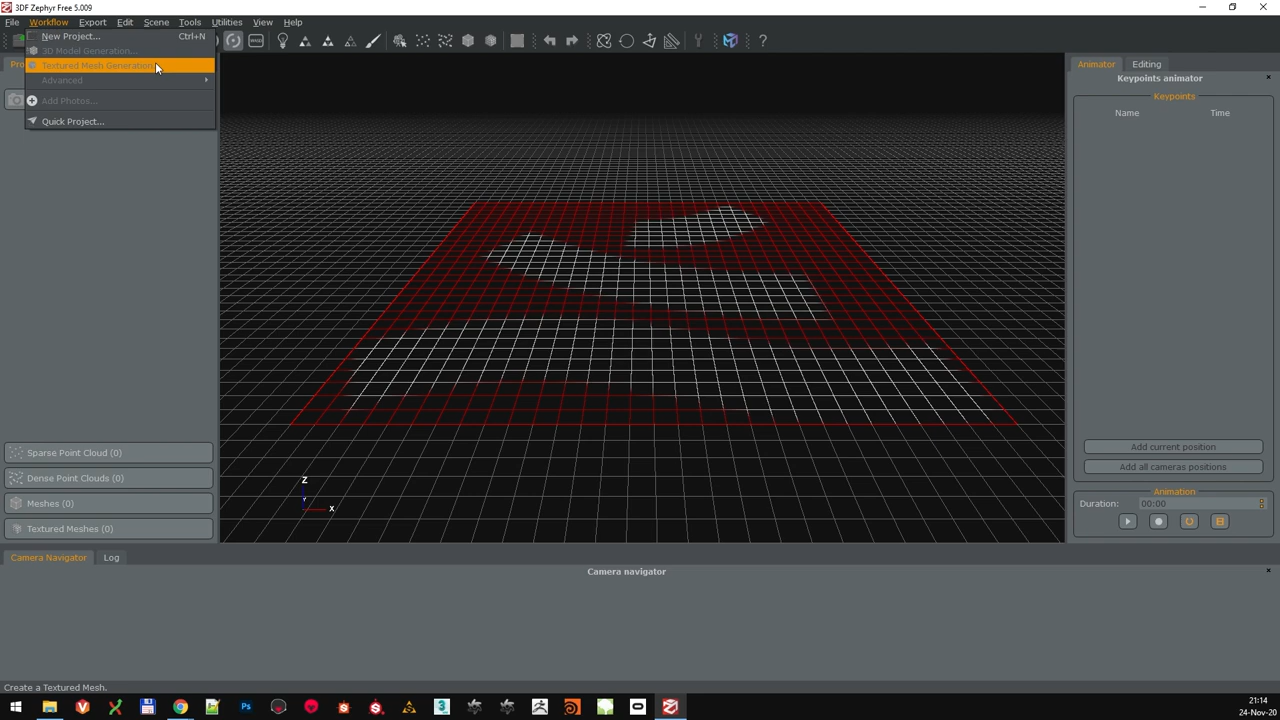 3DF Zephyr Free 5.009
File Workflow Export Edit Scene Tools Utilities View Help
New Project... Ctrl+N
3D Model Generation...
Textured Mesh Generation
Advanced
Add Photos...
Quick Project...
Animator Editing
Keypoints animator
Keypoints
Name Time
Z
Y
X
Sparse Point Cloud (0)
Dense Point Clouds (0)
Meshes (0)
Textured Meshes (0)
Add current position
Add all cameras positions
Animation
Duration: 00:00
Camera Navigator Log
Camera navigator
Create a Textured Mesh.
21:14
24-Nov-20